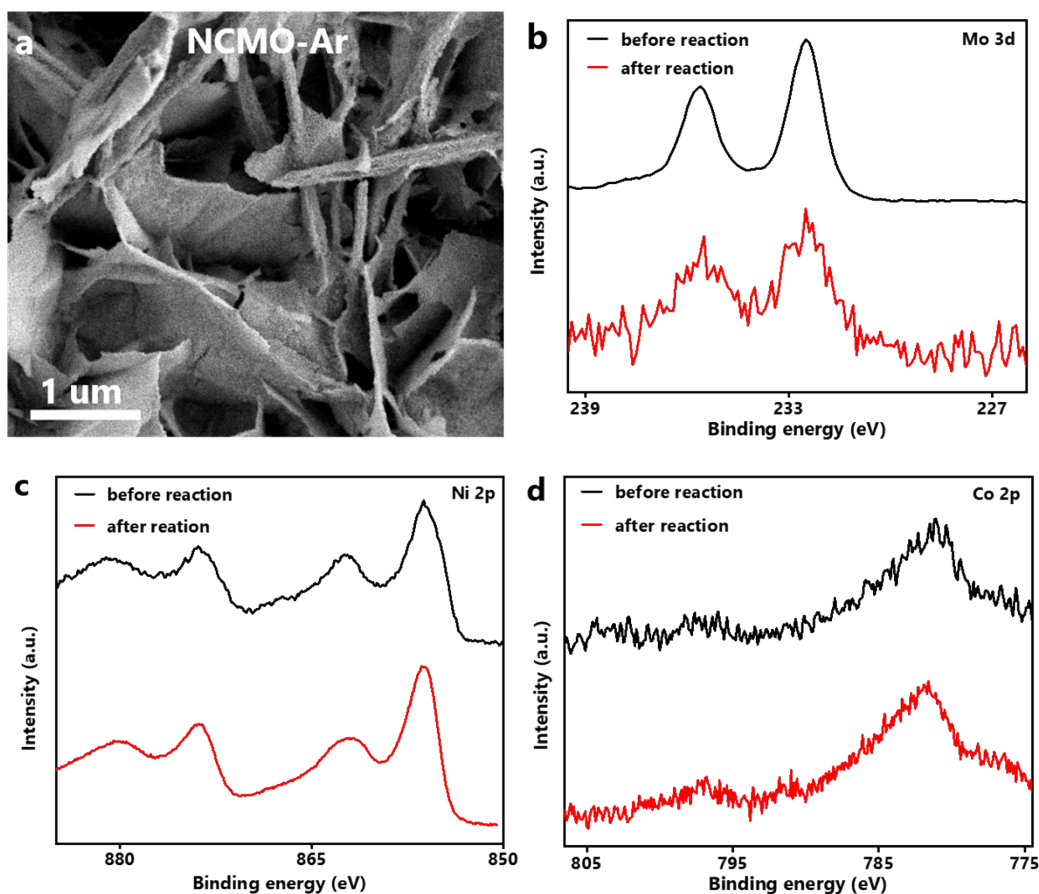 a
NCMO-Ar
1 um
b
before reaction
after reaction
Mo 3d
Intensity (a.u.)
239
233
227
Binding energy (eV)
c
before reaction
after reation
Ni 2p
Intensity (a.u.)
880
865
850
Binding energy (eV)
d
before reaction
after reaction
Co 2p
Intensity (a.u.)
805
795
785
775
Binding energy (eV)